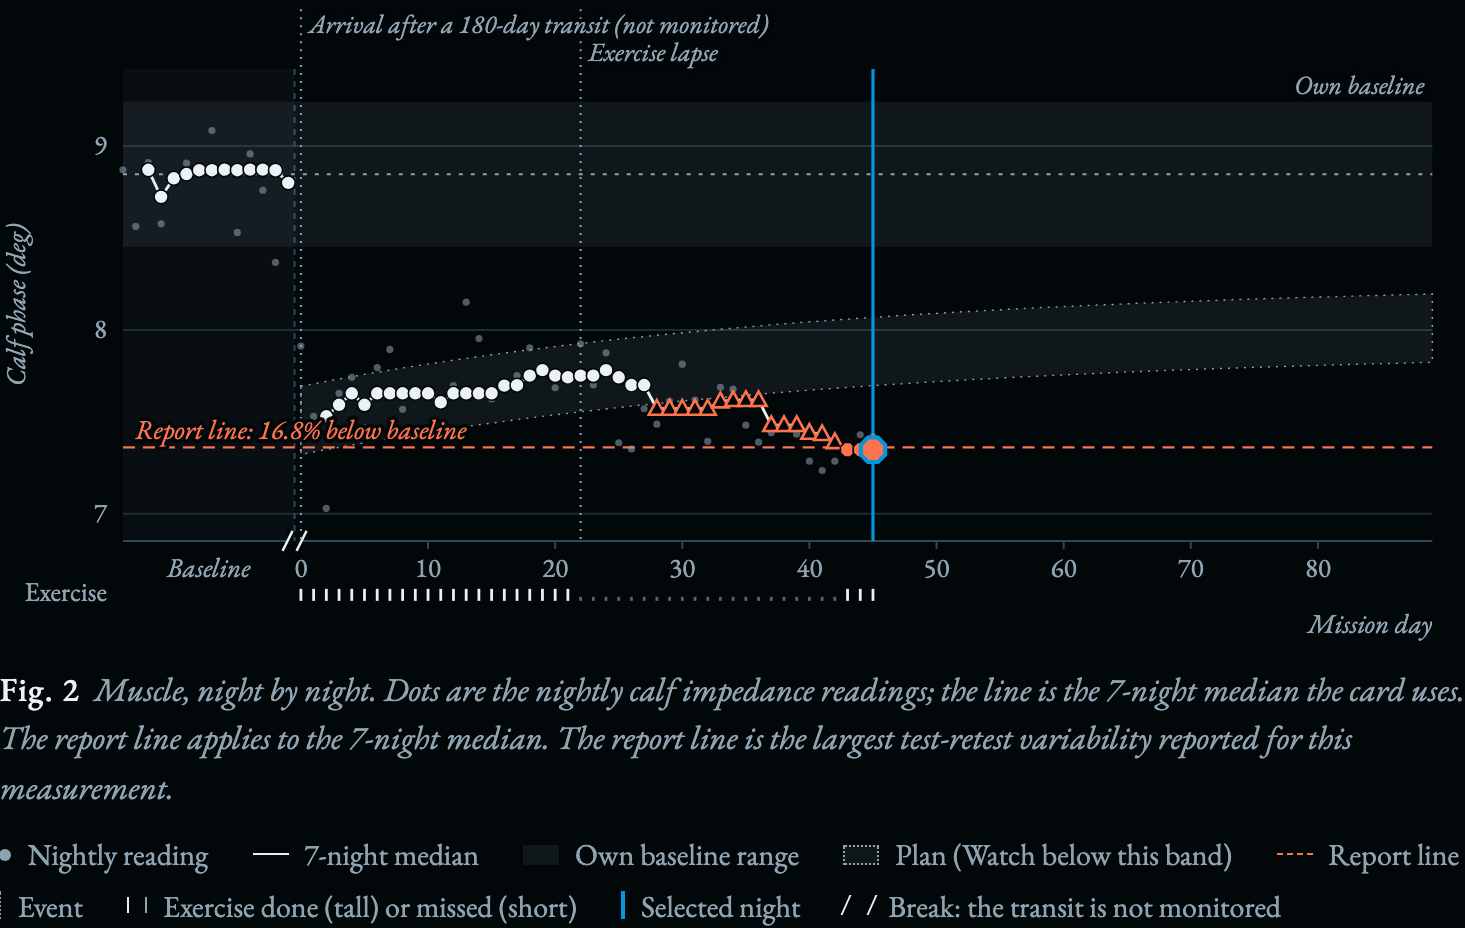 Arrival after a 180-day transit (not monitored)
Exercise lapse
Own baseline
Calf phase (deg)
9
8
Report line: 16.8% below baseline
7
Baseline 0 10 20 30 40 50 60 70 80
Exercise
Mission day
Fig. 2 Muscle, night by night. Dots are the nightly calf impedance readings; the line is the 7-night median the card uses.
The report line applies to the 7-night median. The report line is the largest test-retest variability reported for this
measurement.
Nightly reading 7-night median Own baseline range Plan (Watch below this band) Report line
Event Exercise done (tall) or missed (short) Selected night Break: the transit is not monitored